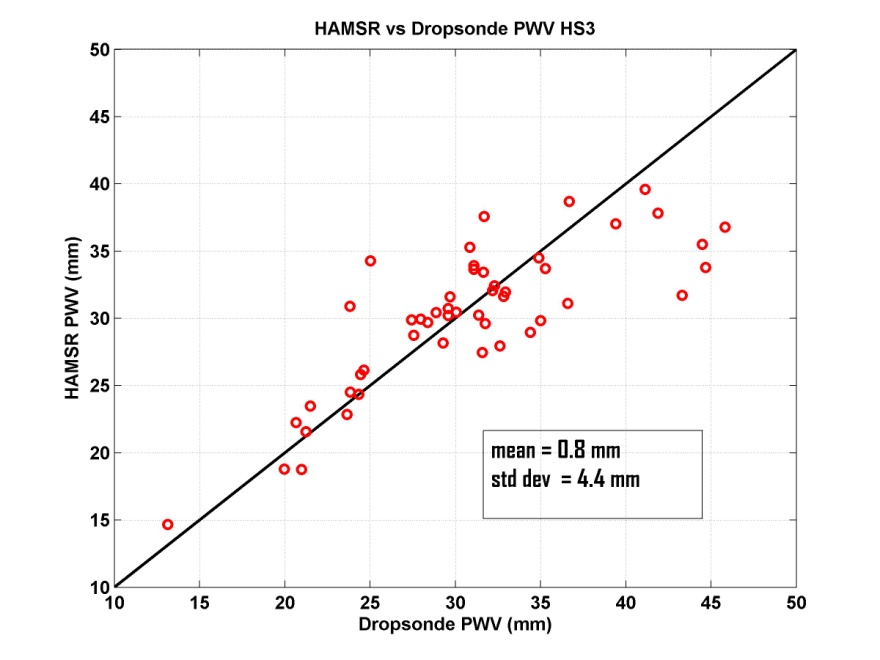 HAMSR vs Dropsonde PWV HS3
50
45
40
35
30
25
20
15
10
HAMSR PWV (mm)
mean = 0.8 mm
std dev = 4.4 mm
10 15 20 25 30 35 40 45 50
Dropsonde PWV (mm)